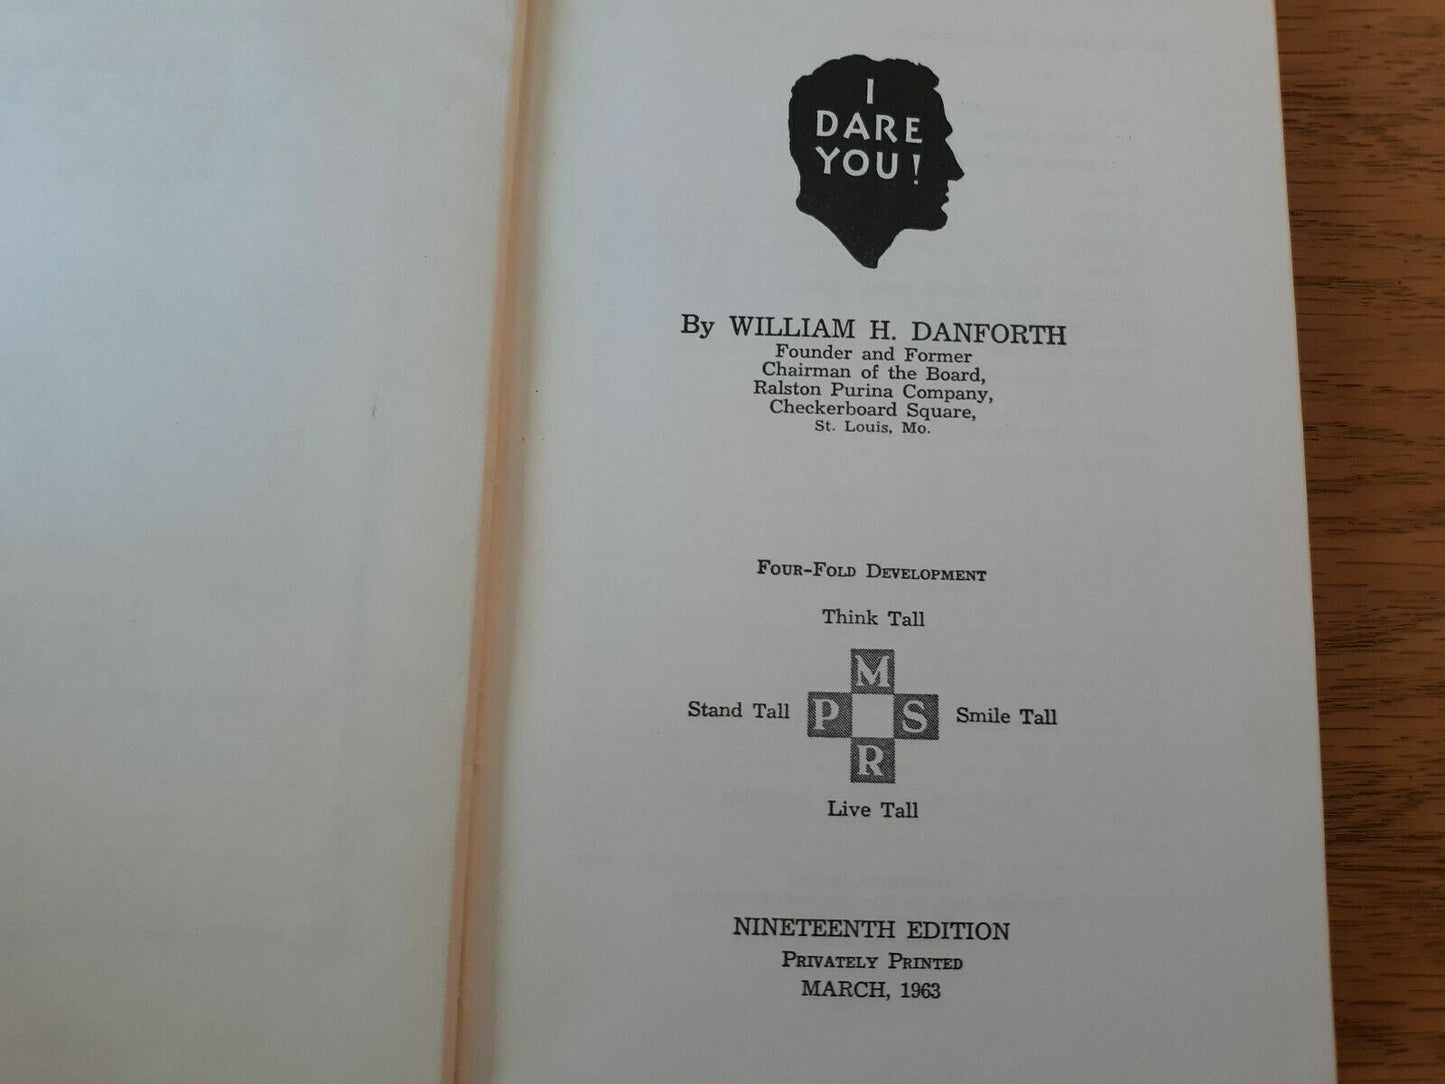 I
DARE
YOU!
By WILLIAM H. DANFORTH
Founder and Former
Chairman of the Board,
Ralston Purina Company,
Checkerboard Square,
St. Louis, Mo.
FOUR-FOLD DEVELOPMENT
Think Tall
M
Stand Tall P S Smile Tall
R
Live Tall
NINETEENTH EDITION
PRIVATELY PRINTED
MARCH, 1963